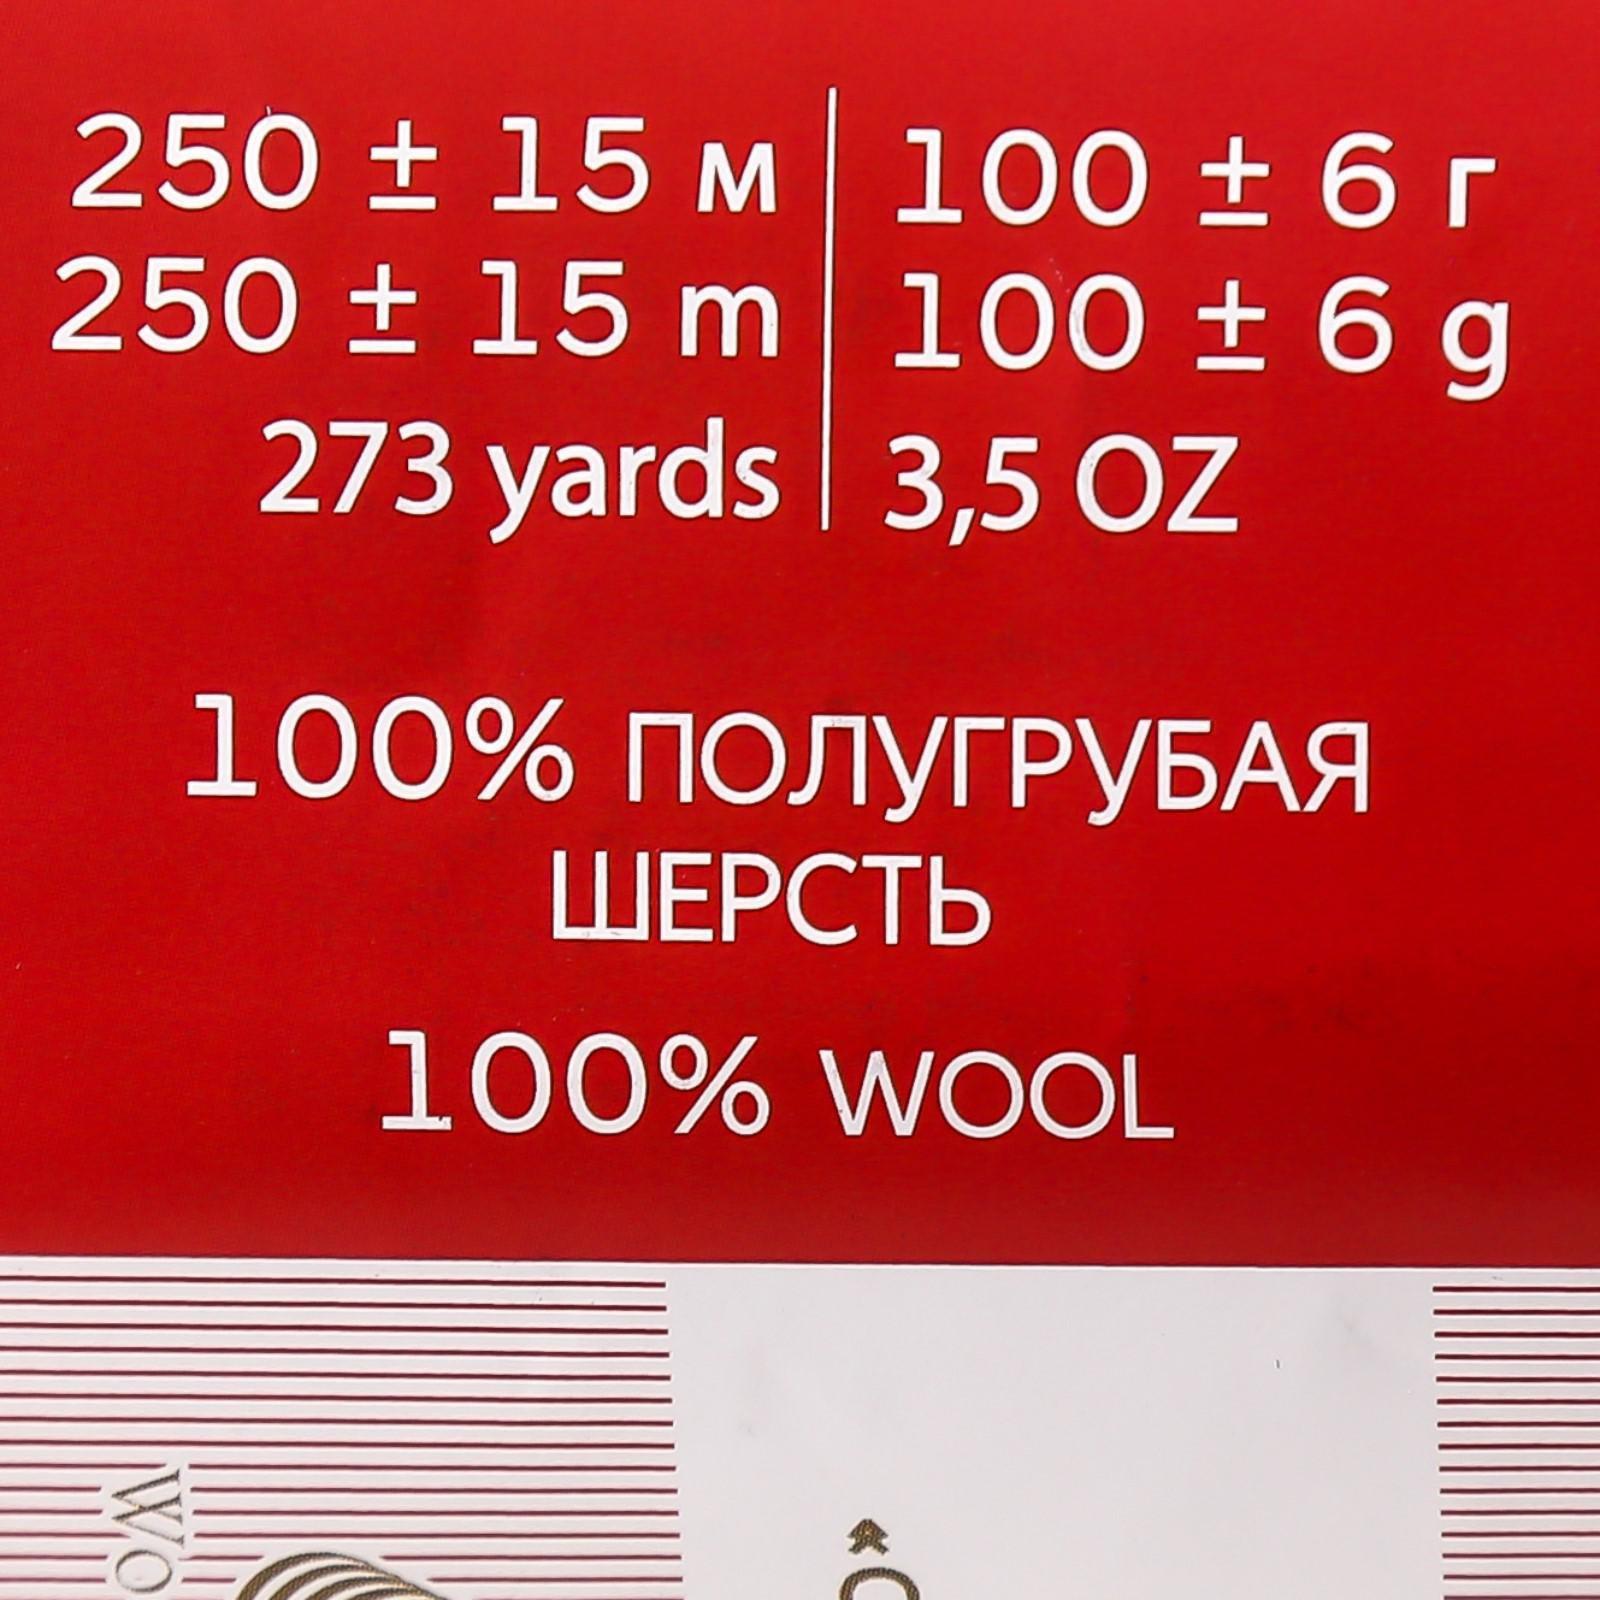 250 ± 15 м | 100 ± 6 г
250 ± 15 m | 100 ± 6 g
273 yards | 3,5 OZ
100% ПОЛУГРУБАЯ
ШЕРСТЬ
100% WOOL